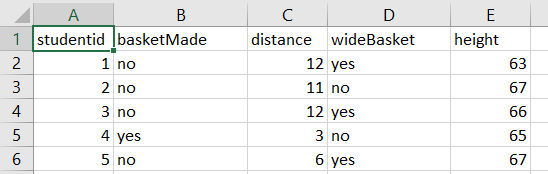 A B C D E
1 studentid basketMade distance wideBasket height
2 1 no 12 yes 63
3 2 no 11 no 67
4 3 no 12 yes 66
5 4 yes 3 no 65
6 5 no 6 yes 67